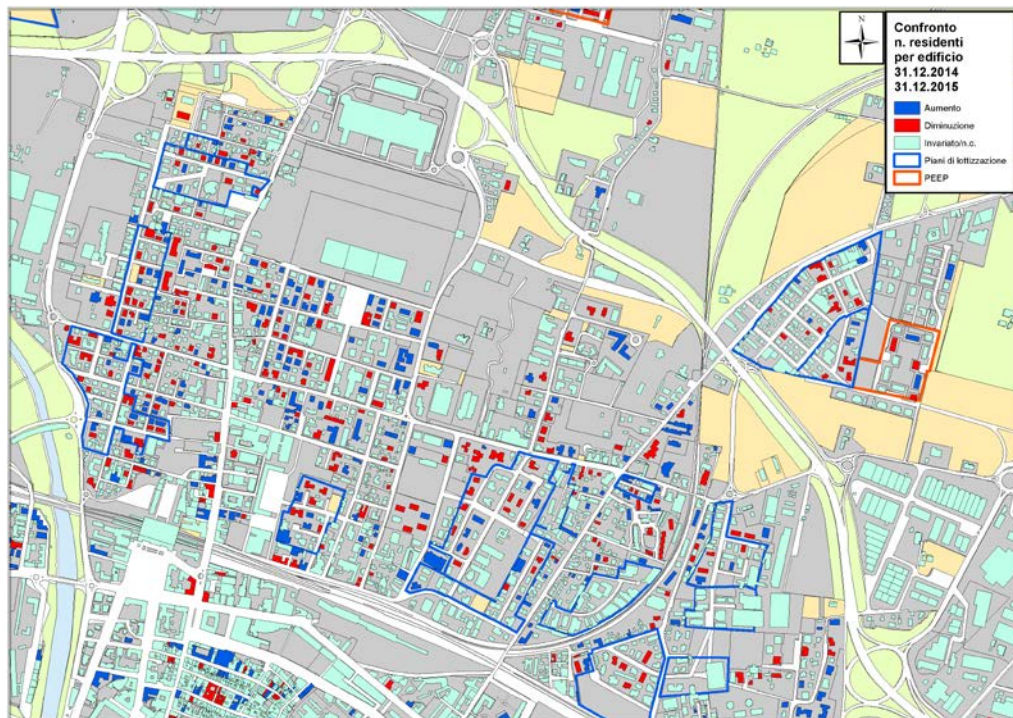 N
Confronto
n. residenti
per edificio
31.12.2014
31.12.2015
Aumento
Diminuzione
Invariato/n.c.
Piani di lottizzazione
PEEP